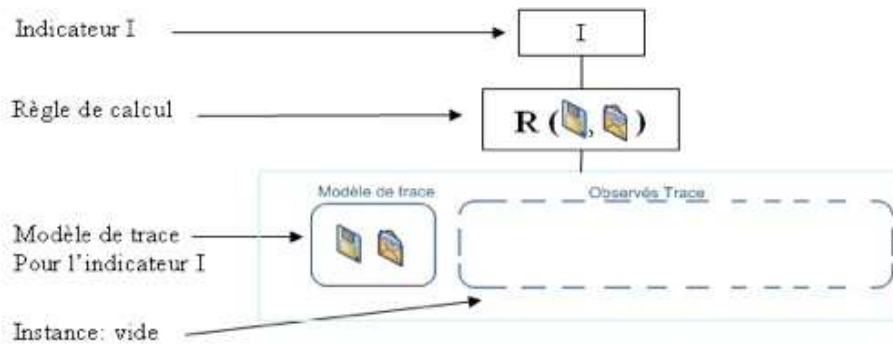 Indicateur I
I
Règle de calcul
R ( , )
Modèle de trace
Observés Trace
Modèle de trace
Pour l'indicateur I
Instance: vide